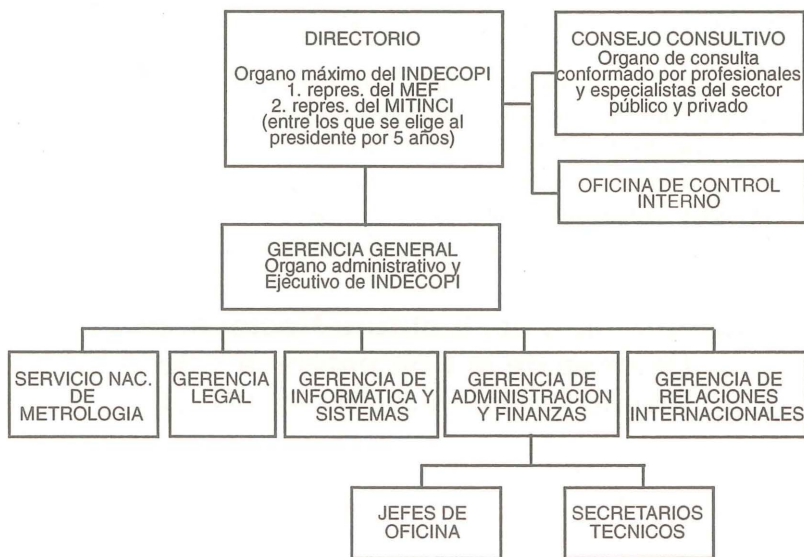 DIRECTORIO
Organo máximo del INDECOPI
1. repres. del MEF
2. repres. del MITINCI
(entre los que se elige al
presidente por 5 años)
CONSEJO CONSULTIVO
Organo de consulta
conformado por profesionales
y especialistas del sector
público y privado
OFICINA DE CONTROL
INTERNO
GERENCIA GENERAL
Organo administrativo y
Ejecutivo de INDECOPI
SERVICIO NAC.
DE
METROLOGIA
GERENCIA
LEGAL
GERENCIA DE
INFORMATICA Y
SISTEMAS
GERENCIA DE
ADMINISTRACION
Y FINANZAS
GERENCIA DE
RELACIONES
INTERNACIONALES
JEFES DE
OFICINA
SECRETARIOS
TECNICOS